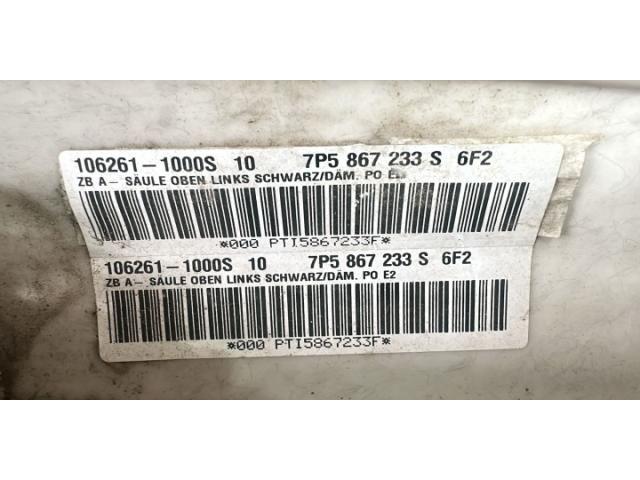 106261-1000S 10 7P5 867 233 S 6F2
ZB A- SÄULE OBEN LINKS SCHWARZ/DÄM. PO E2
*000 PTI5867233F*
106261-1000S 10 7P5 867 233 S 6F2
ZB A- SÄULE OBEN LINKS SCHWARZ/DÄM. PO E2
*000 PTI5867233F*